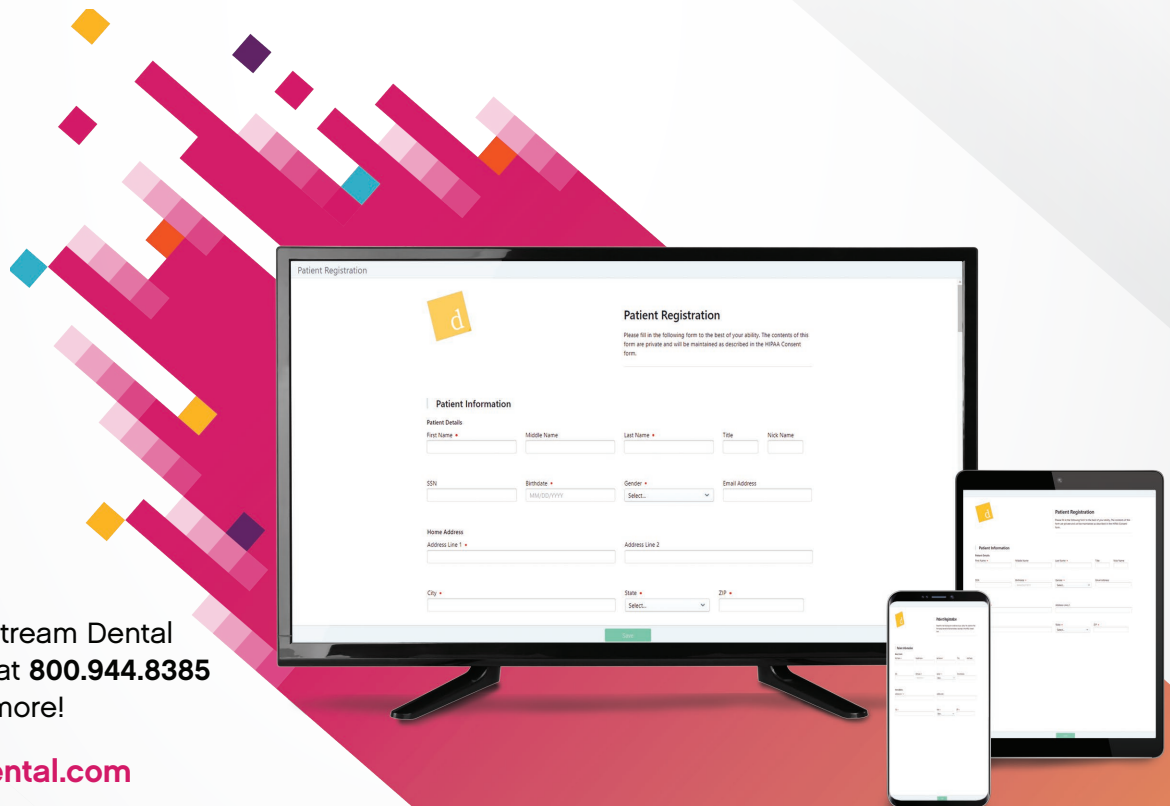 Patient Registration
d
Patient Registration
Please fill in the following form to the best of your ability. The contents of this
form are private and will be maintained as described in the HIPAA Consent
form.
Patient Information
Patient Details
First Name •
Middle Name
Last Name •
Title
Nick Name
SSN
Birthdate •
MM/DD/YYYY
Gender •
Select...
Email Address
Home Address
Address Line 1 •
Address Line 2
City •
State •
Select...
ZIP •
Save
d
Patient Registration
Patient Information
Patient Registration
tream Dental
at 800.944.8385
more!
ental.com